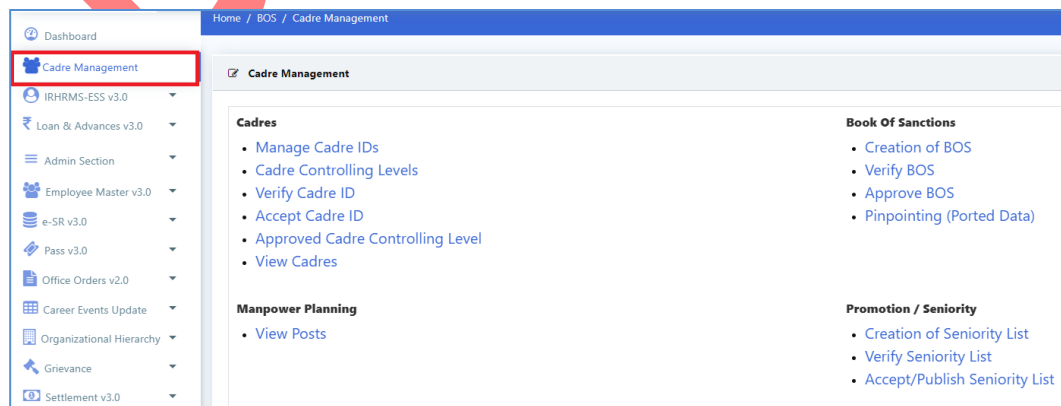 Home / BOS / Cadre Management
Dashboard
Cadre Management
IRHRMS-ESS v3.0
Loan & Advances v3.0
Admin Section
Employee Master v3.0
e-SR v3.0
Pass v3.0
Office Orders v2.0
Career Events Update
Organizational Hierarchy
Grievance
Settlement v3.0
Cadre Management
Cadres
Manage Cadre IDs
Cadre Controlling Levels
Verify Cadre ID
Accept Cadre ID
Approved Cadre Controlling Level
View Cadres
Book Of Sanctions
Creation of BOS
Verify BOS
Approve BOS
Pinpointing (Ported Data)
Manpower Planning
View Posts
Promotion / Seniority
Creation of Seniority List
Verify Seniority List
Accept/Publish Seniority List